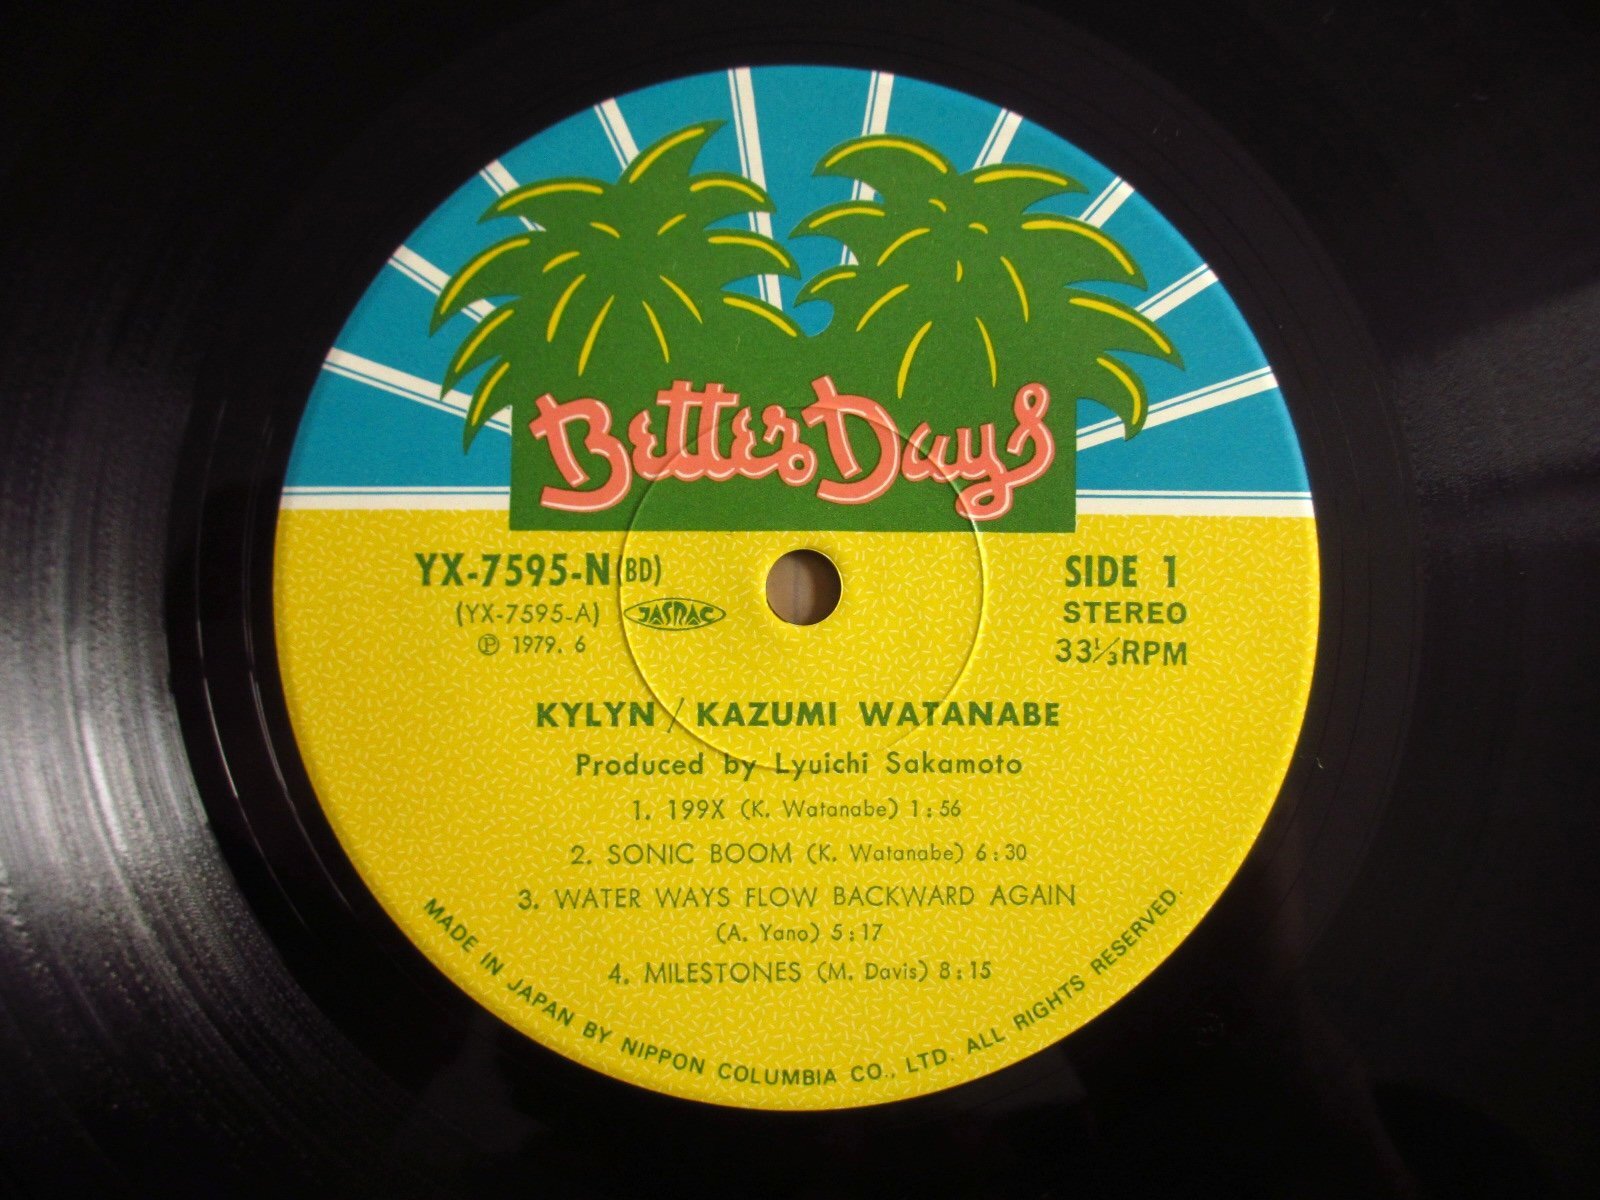 Better Days
YX-7595-N(BD)
(YX-7595-A)
JASRAC
Ⓟ 1979. 6
SIDE 1
STEREO
33⅓RPM
KYLYN / KAZUMI WATANABE
Produced by Lyuichi Sakamoto
1. 199X (K. Watanabe) 1:56
2. SONIC BOOM (K. Watanabe) 6:30
3. WATER WAYS FLOW BACKWARD AGAIN
(A. Yano) 5:17
4. MILESTONES (M. Davis) 8:15
MADE IN JAPAN BY NIPPON COLUMBIA CO., LTD. ALL RIGHTS RESERVED.